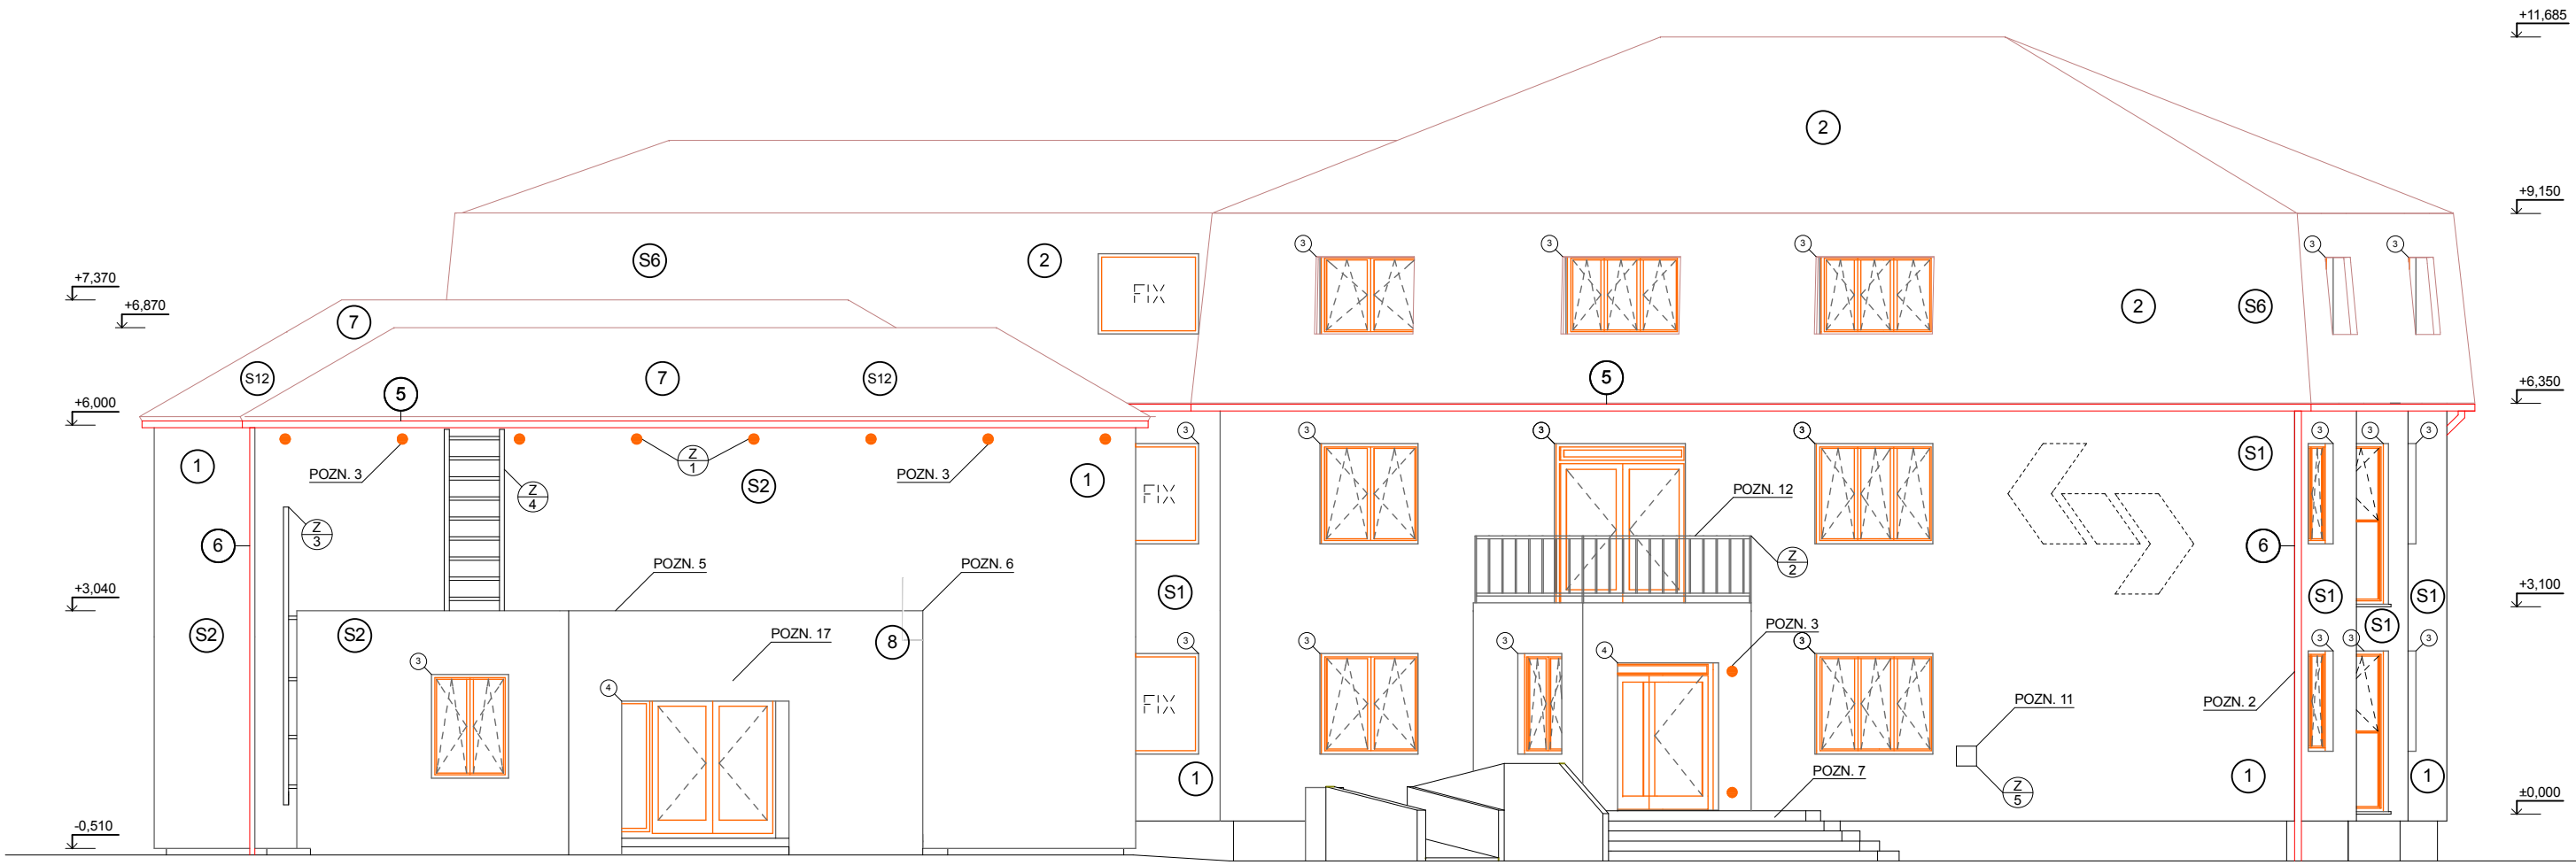 +11,685
2
+9,150
3
3
3
3
3
S6
2
FIX
+7,370
+6,870
7
2
S6
S12
7
S12
5
5
+6,350
+6,000
3
3
3
3
3
3
3
1
POZN. 3
Z
1
POZN. 3
1
S1
S2
Z
4
FIX
POZN. 12
Z
3
6
6
Z
2
POZN. 5
POZN. 6
+3,040
S1
S1
S1
+3,100
S2
S2
8
POZN. 17
S1
POZN. 3
3
3
3
3
3
3
3
3
4
4
FIX
POZN. 11
POZN. 2
1
POZN. 7
1
1
Z
5
-0,510
±0,000